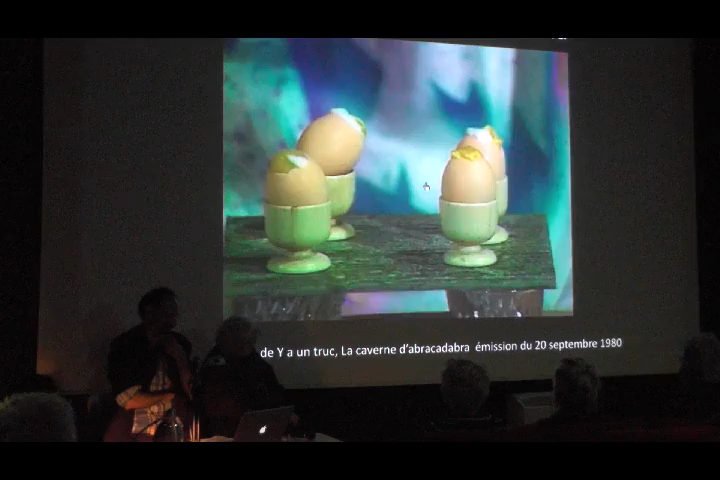 de Y a un truc, La caverne d'abracadabra émission du 20 septembre 1980